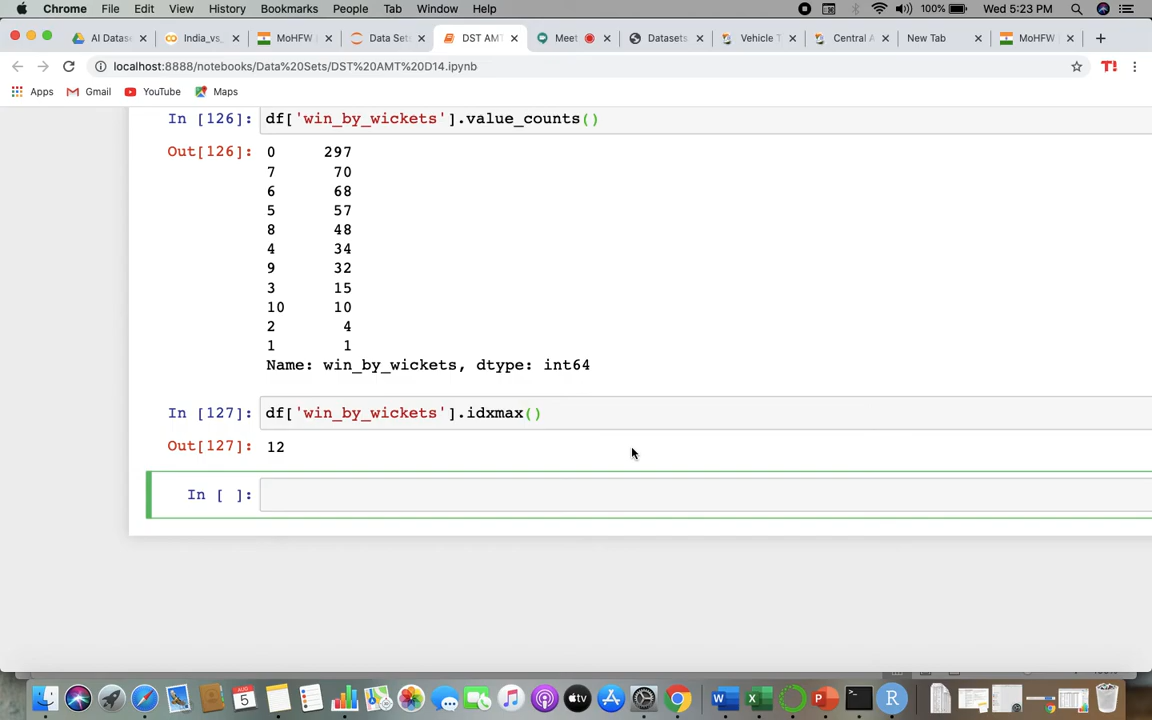 Chrome File Edit View History Bookmarks People Tab Window Help 100% Wed 5:23 PM
AI Datase India_vs_ MoHFW Data Set DST AMT Meet Datasets Vehicle T Central A New Tab MoHFW
localhost:8888/notebooks/Data%20Sets/DST%20AMT%20D14.ipynb T!
Apps Gmail YouTube Maps
In [126]: df['win_by_wickets'].value_counts()
Out[126]: 0 297
7 70
6 68
5 57
8 48
4 34
9 32
3 15
10 10
2 4
1 1
Name: win_by_wickets, dtype: int64
In [127]: df['win_by_wickets'].idxmax()
Out[127]: 12
In [ ]:
AUG
5
tv
W X P R